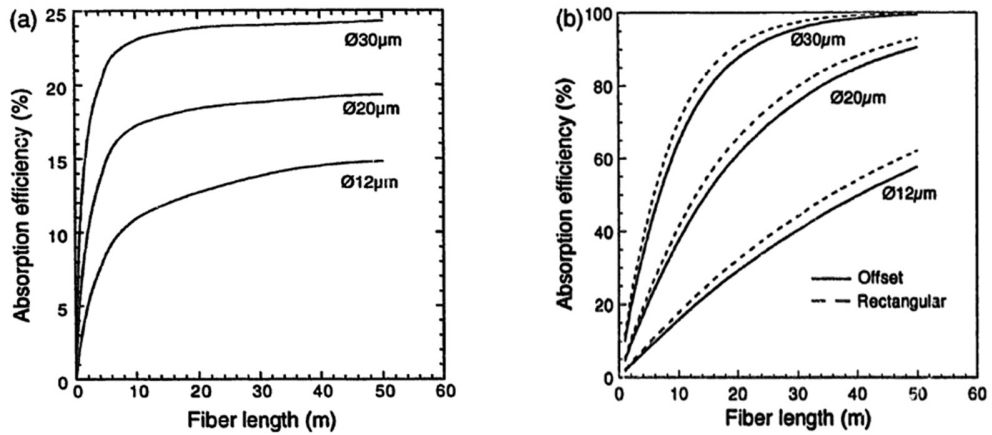 (a)
25
20
15
10
5
0
0 10 20 30 40 50 60
Absorption efficiency (%)
Fiber length (m)
Ø30µm
Ø20µm
Ø12µm
(b)
100
80
60
40
20
0
0 10 20 30 40 50 60
Absorption efficiency (%)
Fiber length (m)
Ø30µm
Ø20µm
Ø12µm
Offset
Rectangular